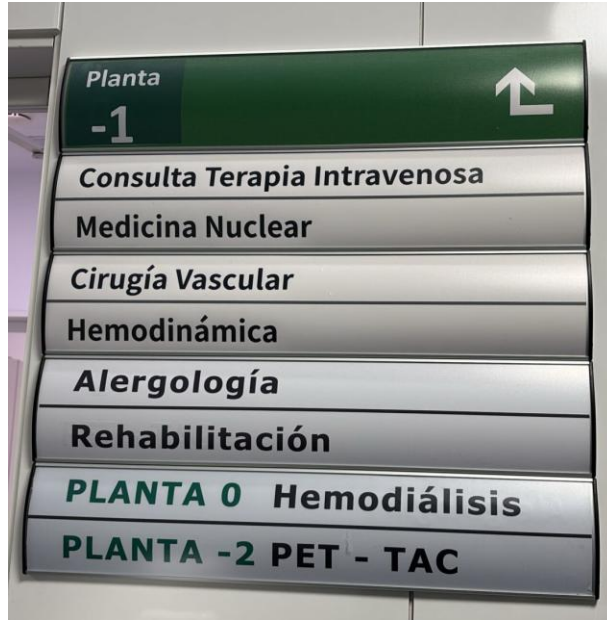 Planta
-1
Consulta Terapia Intravenosa
Medicina Nuclear
Cirugía Vascular
Hemodinámica
Alergología
Rehabilitación
PLANTA 0 Hemodiálisis
PLANTA -2 PET - TAC